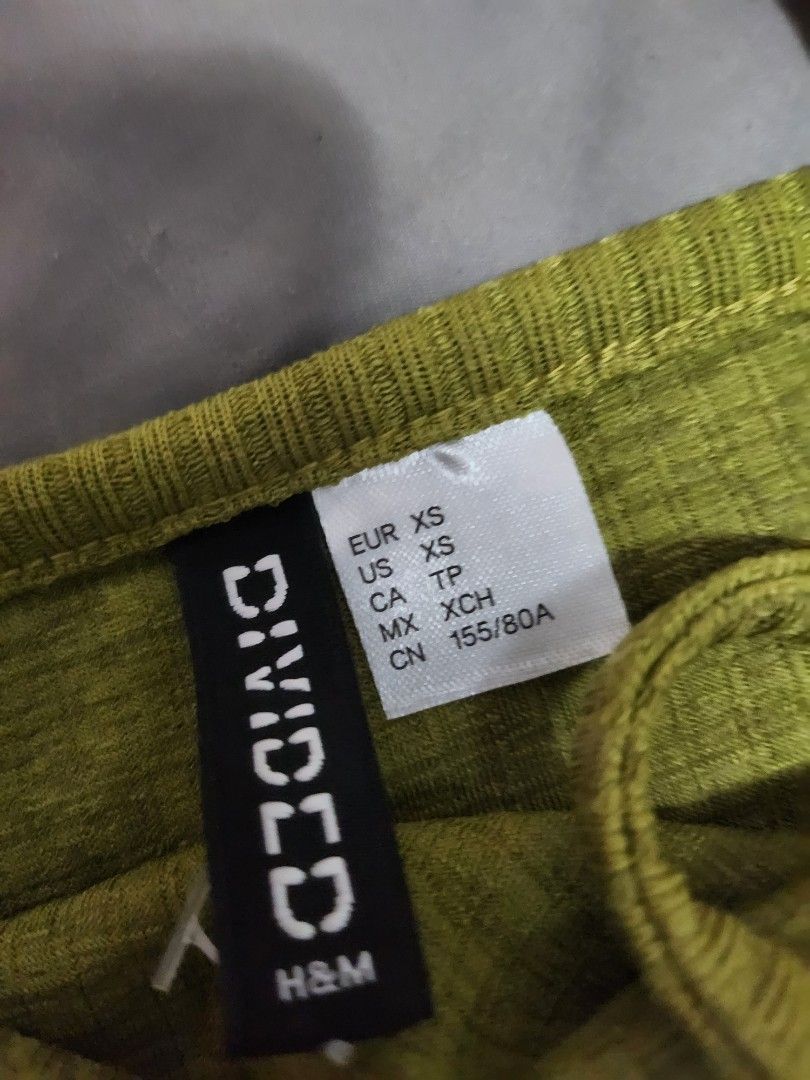 DIVIDED
H&M
EUR XS
US XS
CA TP
MX XCH
CN 155/80A